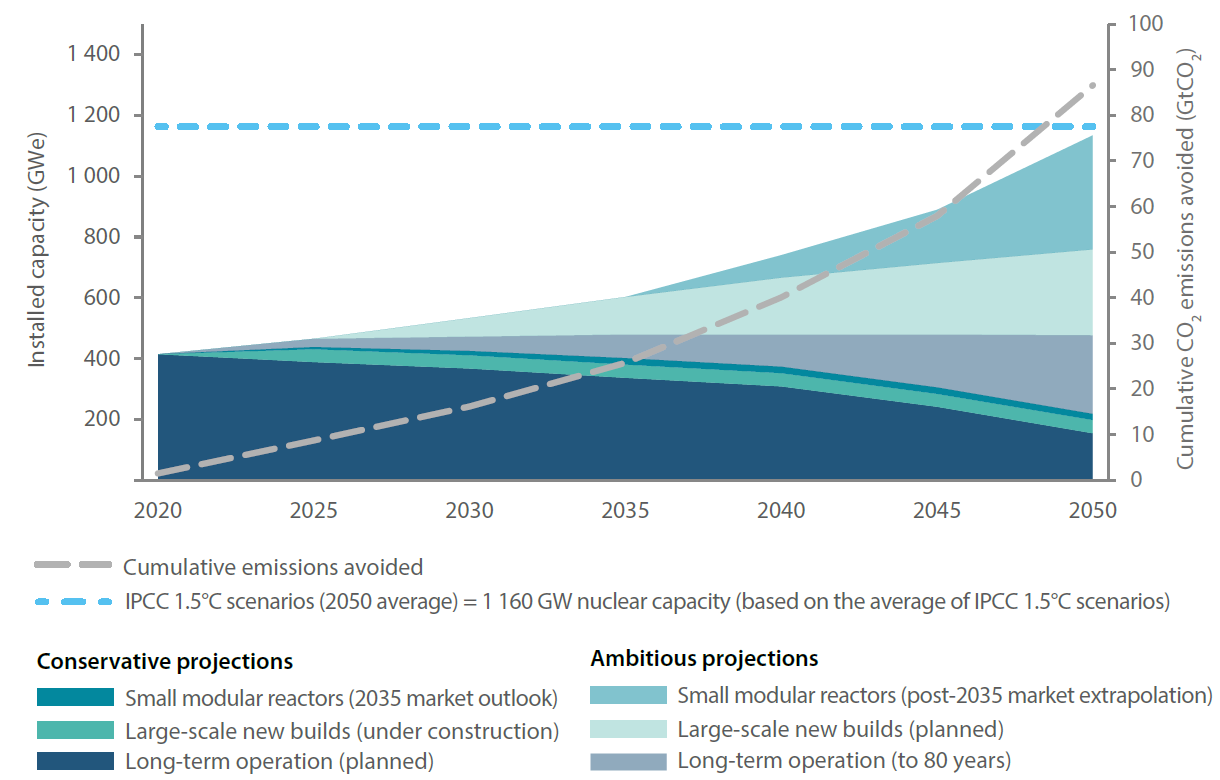 Installed capacity (GWe)
1 400
1 200
1 000
800
600
400
200
100
90
80
70
60
50
40
30
20
10
0
Cumulative CO₂ emissions avoided (GtCO₂)
2020 2025 2030 2035 2040 2045 2050
Cumulative emissions avoided
IPCC 1.5°C scenarios (2050 average) = 1 160 GW nuclear capacity (based on the average of IPCC 1.5°C scenarios)
Conservative projections
Small modular reactors (2035 market outlook)
Large-scale new builds (under construction)
Long-term operation (planned)
Ambitious projections
Small modular reactors (post-2035 market extrapolation)
Large-scale new builds (planned)
Long-term operation (to 80 years)